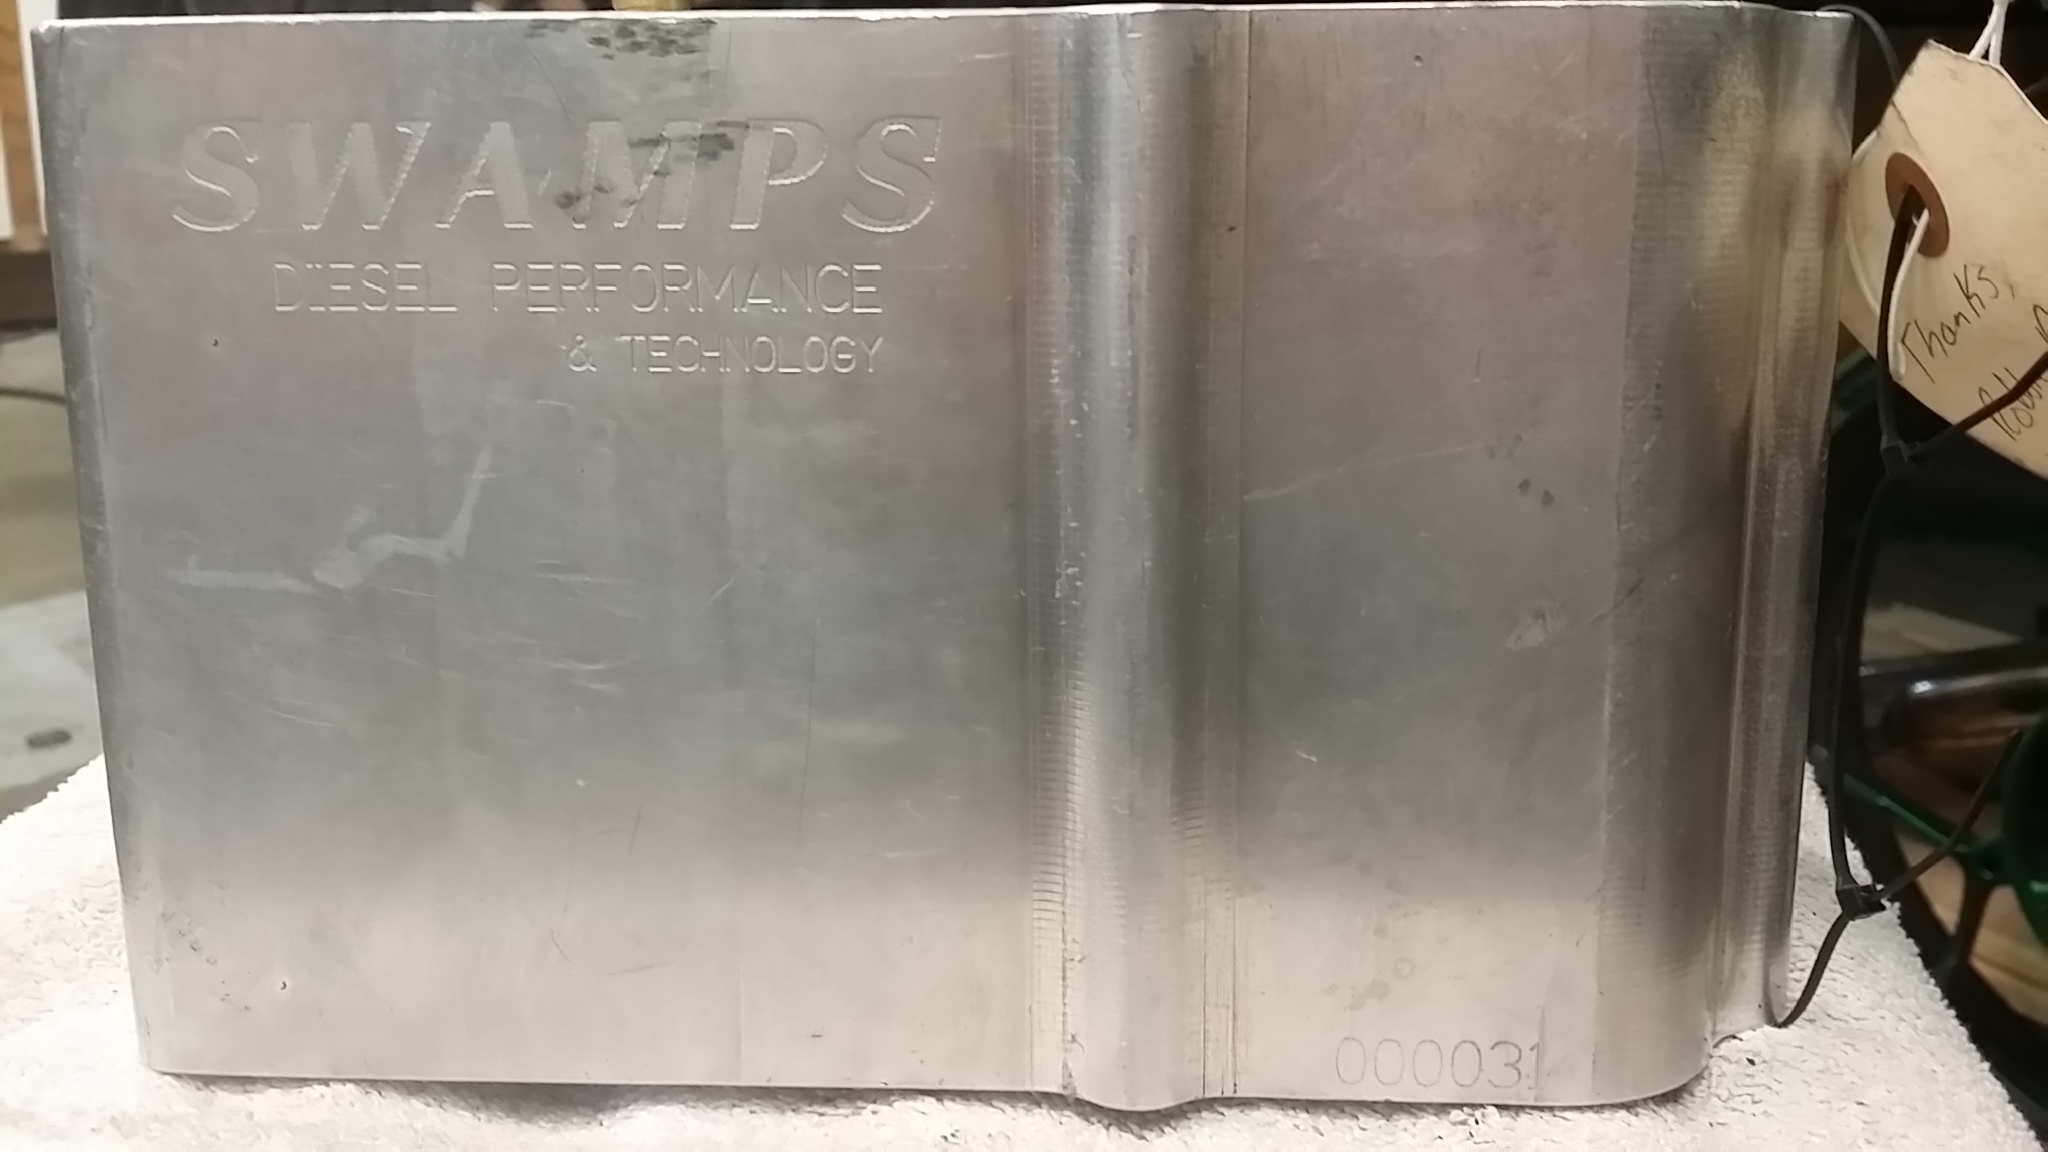 SWAMPS
DIESEL PERFORMANCE
& TECHNOLOGY
Thanks,
000031